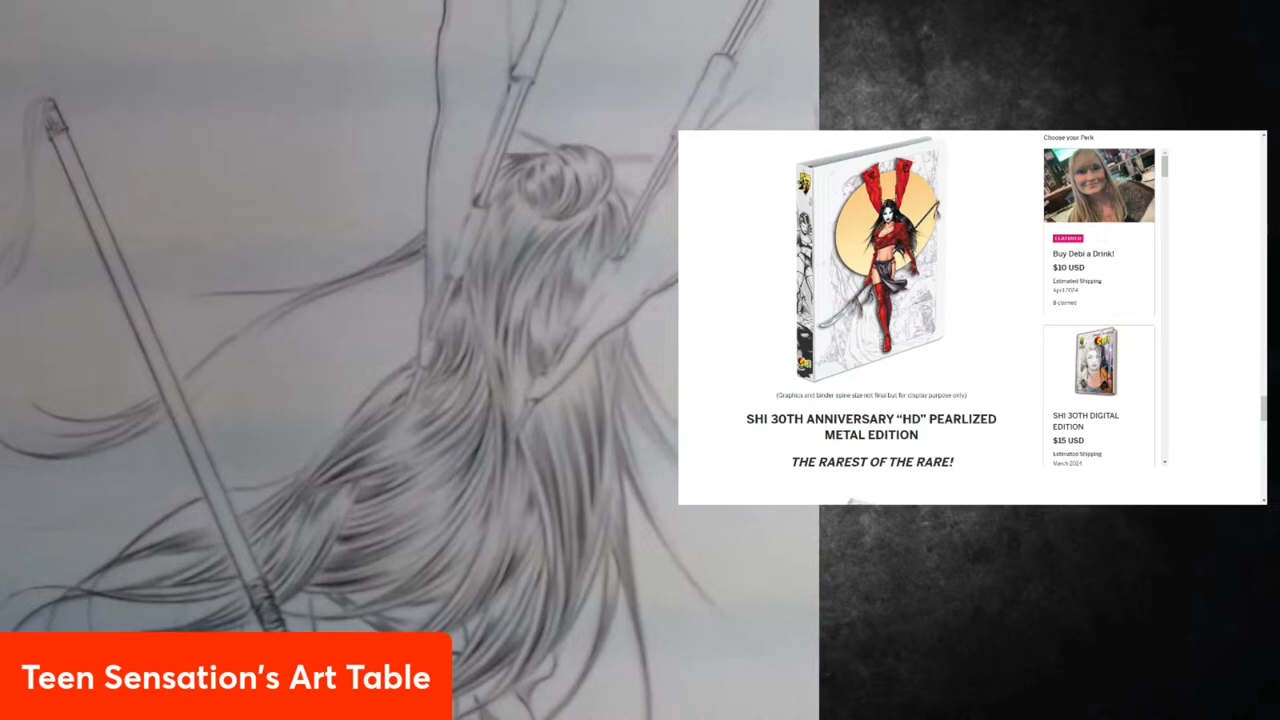 Choose your Perk
FEATURED
Buy Debi a Drink!
$10 USD
Estimated Shipping
April 2024
8 claimed
(Graphics and binder spine size not final but for display purpose only)
SHI 30TH ANNIVERSARY “HD” PEARLIZED
METAL EDITION
THE RAREST OF THE RARE!
SHI 30TH DIGITAL
EDITION
$15 USD
Estimated Shipping
March 2024
Teen Sensation's Art Table